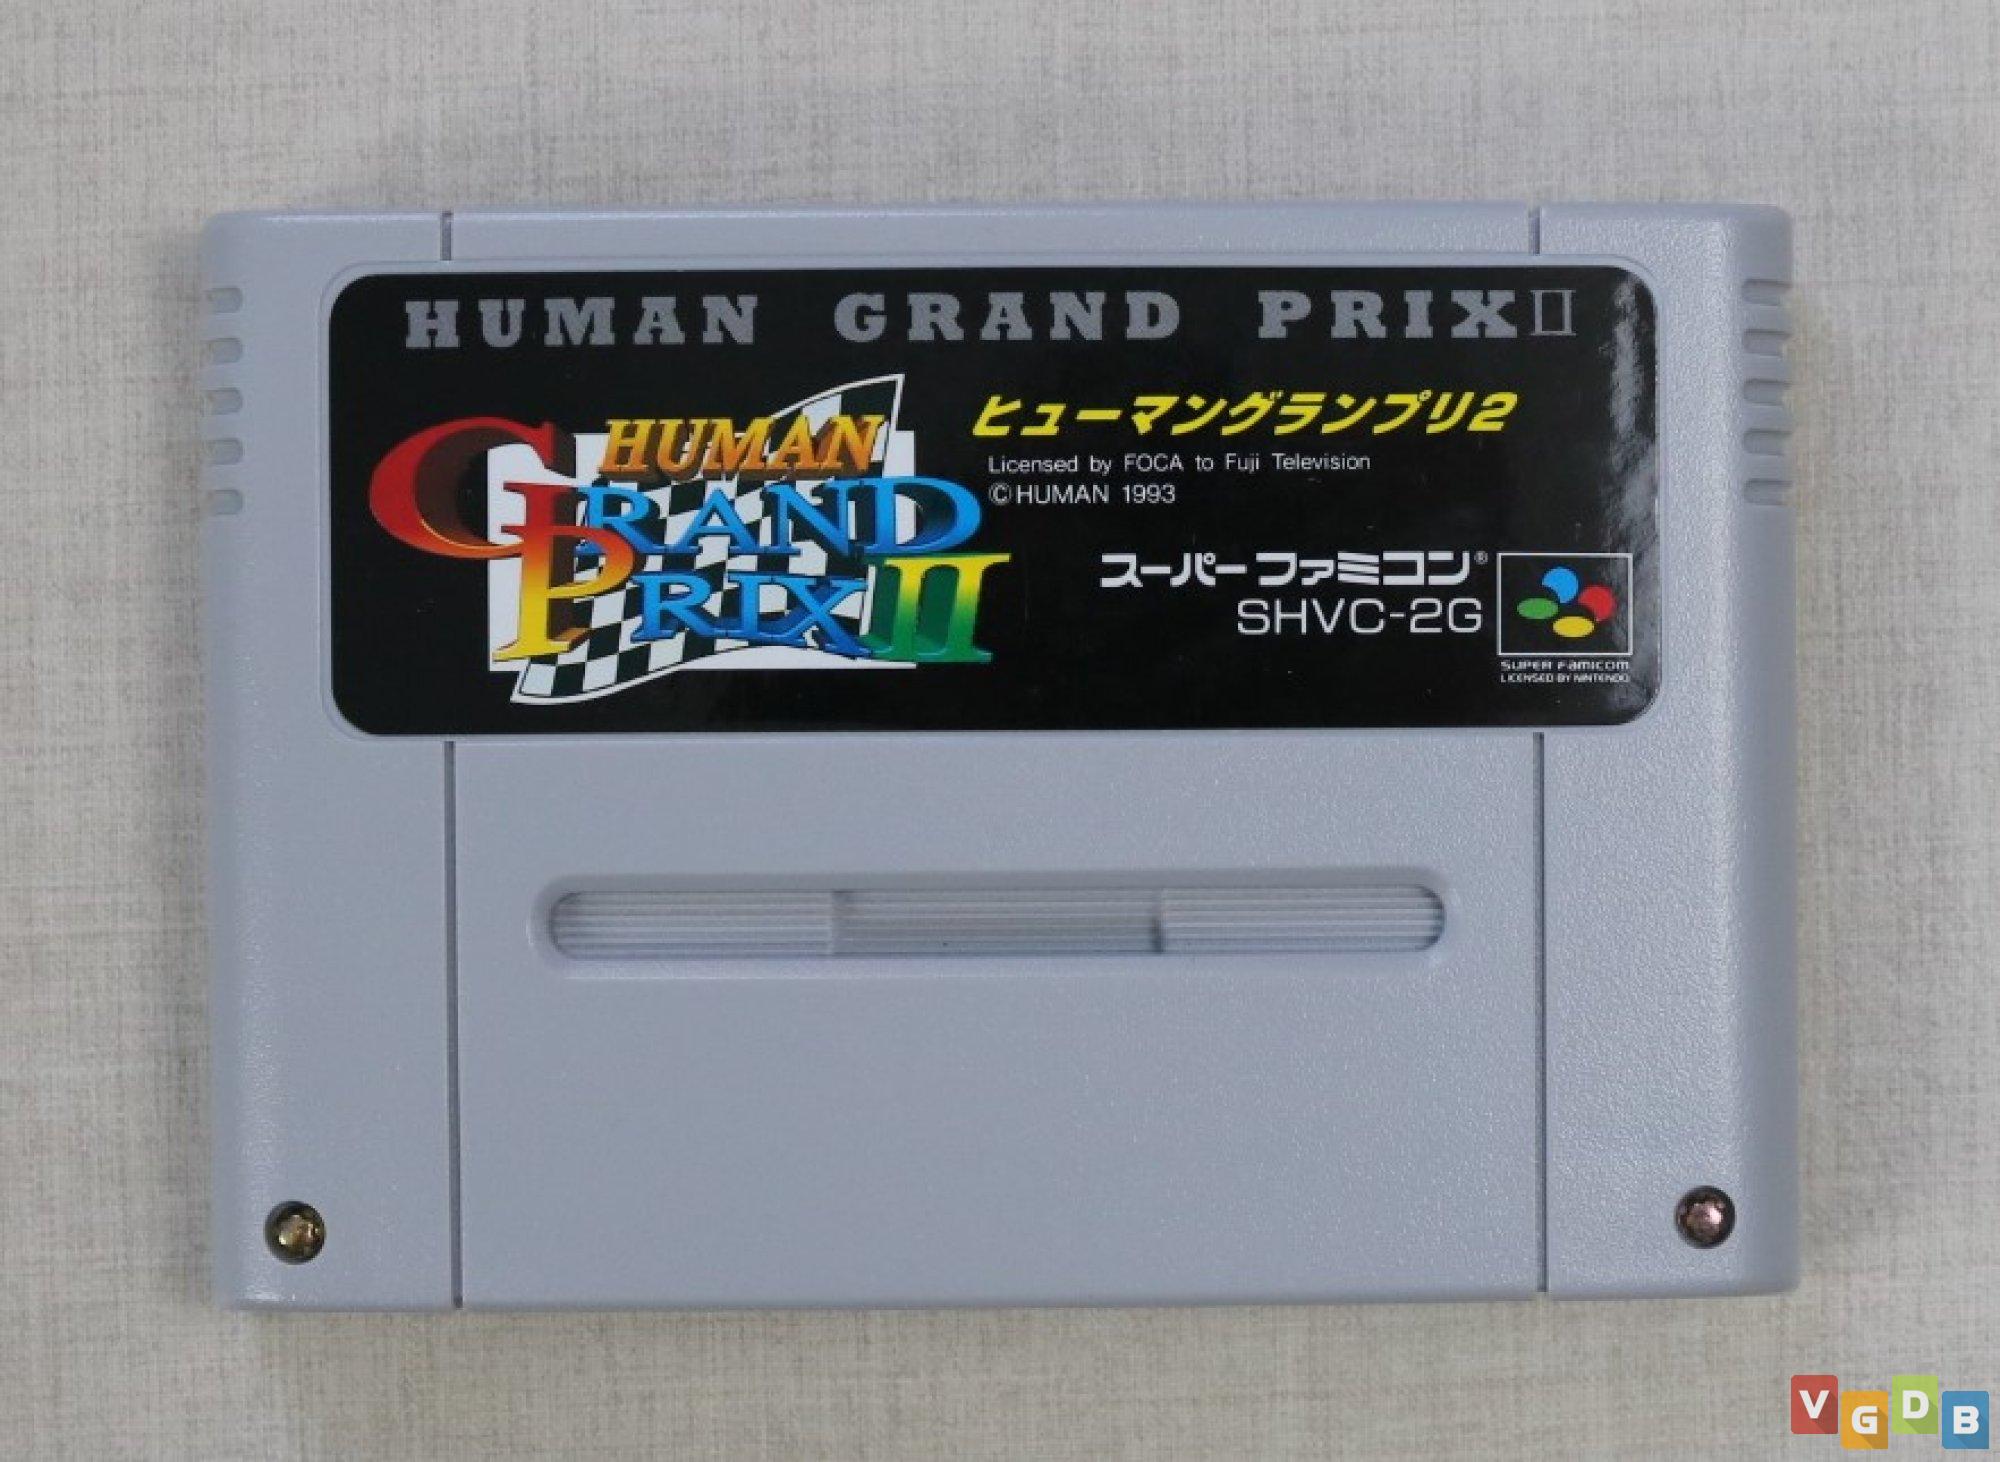 HUMAN GRAND PRIX II
HUMAN
GRAND
PRIX II
ヒューマングランプリ2
Licensed by FOCA to Fuji Television
©HUMAN 1993
スーパーファミコン®
SHVC-2G
SUPER FAMICOM
LICENSED BY NINTENDO
VGDB